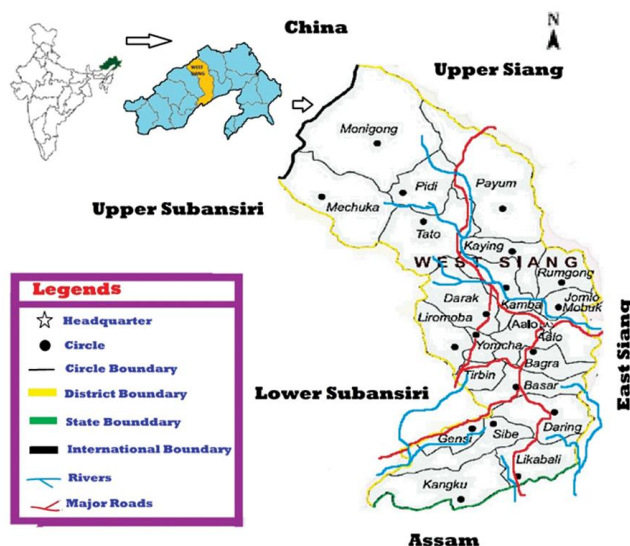 China
N
WEST
SIANG
Upper Siang
Monigong
Pidi
Payum
Upper Subansiri
Mechuka
Tato
Kaying
WEST SIANG
Rumgong
Legends
Headquarter
Circle
Circle Boundary
District Boundary
State Bounddary
International Boundary
Rivers
Major Roads
Darak
Kamba
Jomlo
Mobuk
Liromoba
Aalo
Aalo
Yomcha
Bagra
East Siang
Tirbin
Lower Subansiri
Basar
Gensi
Sibe
Daring
Likabali
Kangku
Assam